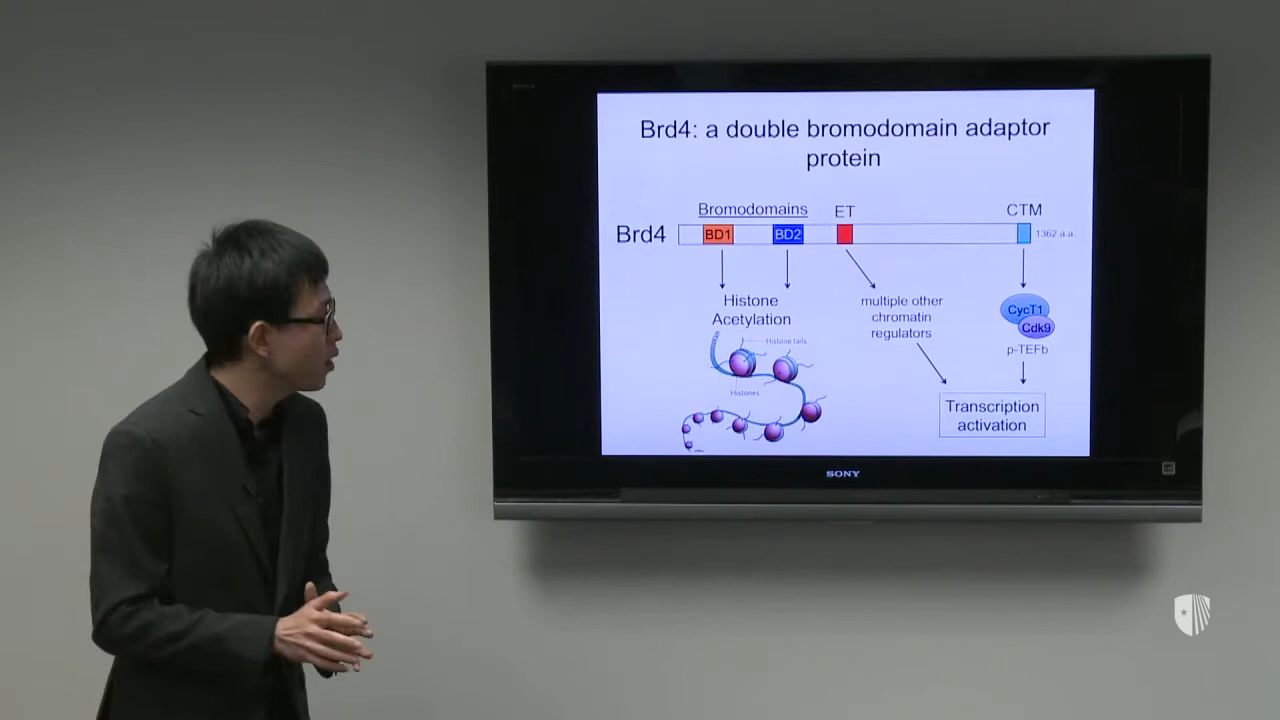 Brd4: a double bromodomain adaptor
protein
Bromodomains ET CTM
Brd4 BD1 BD2 1362 a.a.
Histone
Acetylation
multiple other
chromatin
regulators
CycT1
Cdk9
p-TEFb
Histone tails
Histones
Transcription
activation
SONY